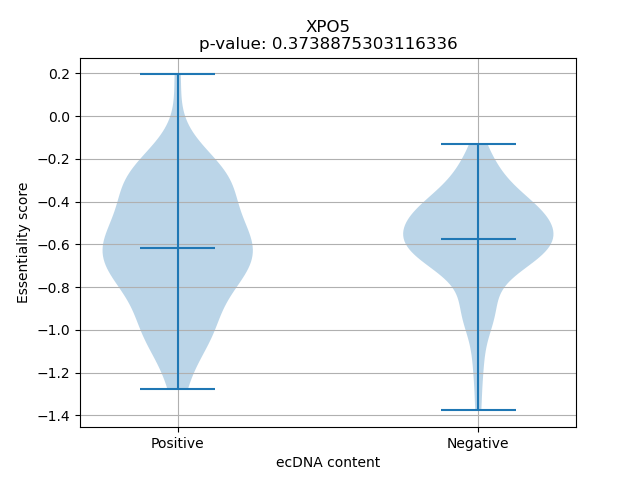 XPO5
p-value: 0.3738875303116336
0.2
0.0
−0.2
−0.4
−0.6
−0.8
−1.0
−1.2
−1.4
Essentiality score
Positive
Negative
ecDNA content